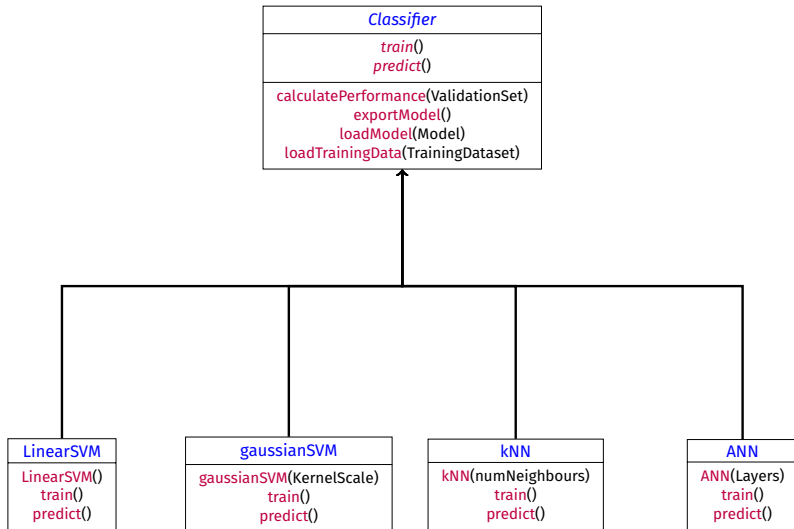 Classifier
train()
predict()
calculatePerformance(ValidationSet)
exportModel()
loadModel(Model)
loadTrainingData(TrainingDataset)
LinearSVM
LinearSVM()
train()
predict()
gaussianSVM
gaussianSVM(KernelScale)
train()
predict()
kNN
kNN(numNeighbours)
train()
predict()
ANN
ANN(Layers)
train()
predict()